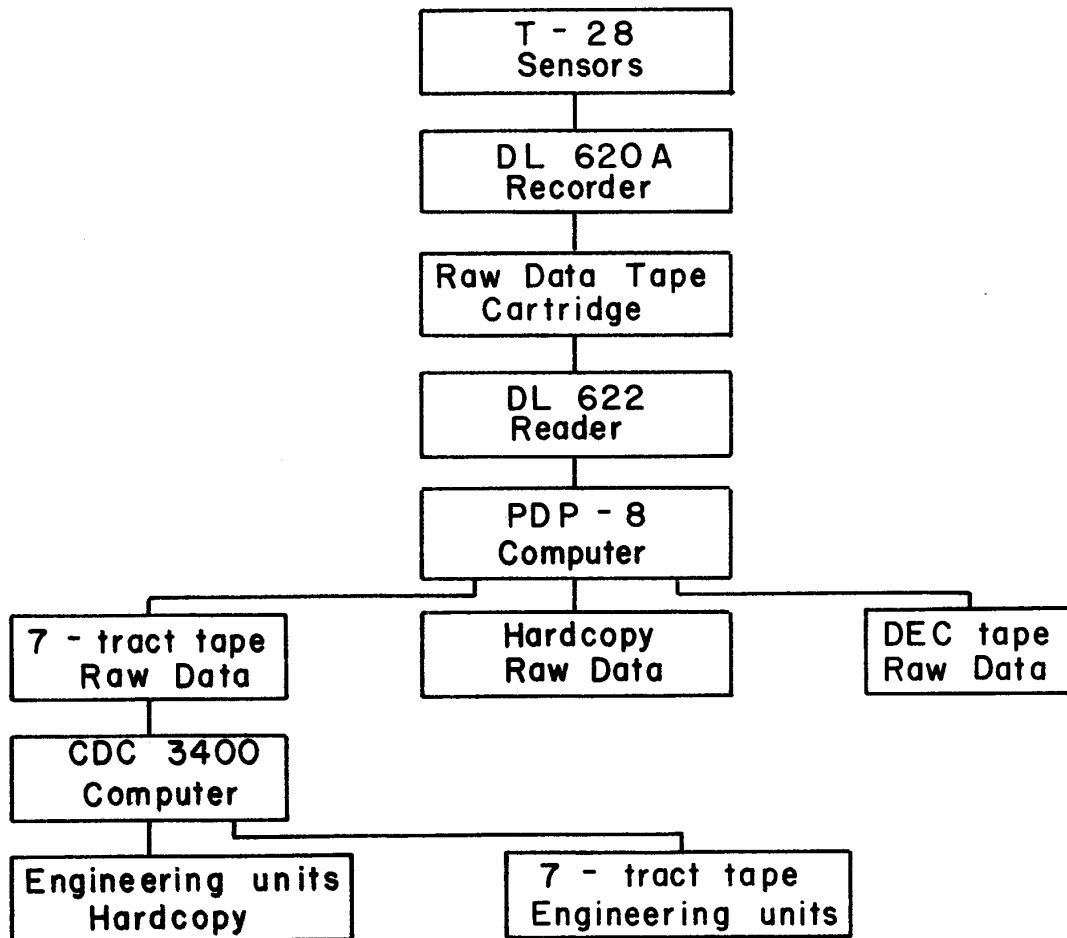 T - 28
Sensors
DL 620A
Recorder
Raw Data Tape
Cartridge
DL 622
Reader
PDP - 8
Computer
7 - tract tape
Raw Data
Hardcopy
Raw Data
DEC tape
Raw Data
CDC 3400
Computer
Engineering units
Hardcopy
7 - tract tape
Engineering units